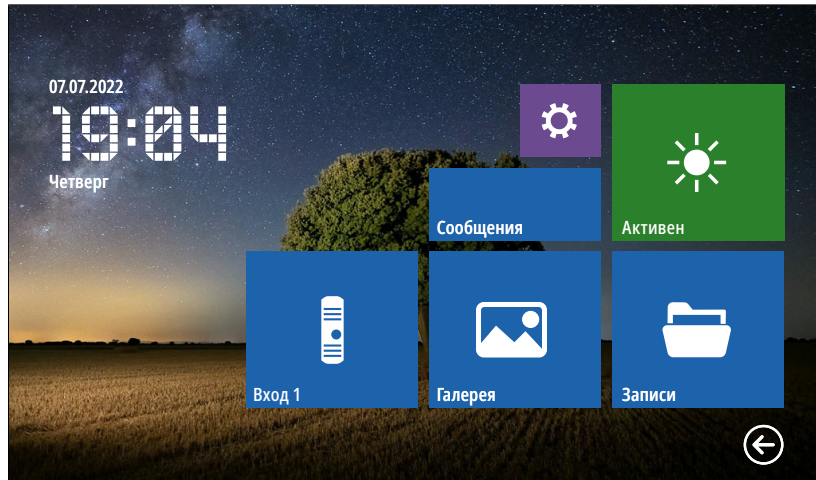 07.07.2022
19:04
Четверг
Сообщения
Активен
Вход 1
Галерея
Записи